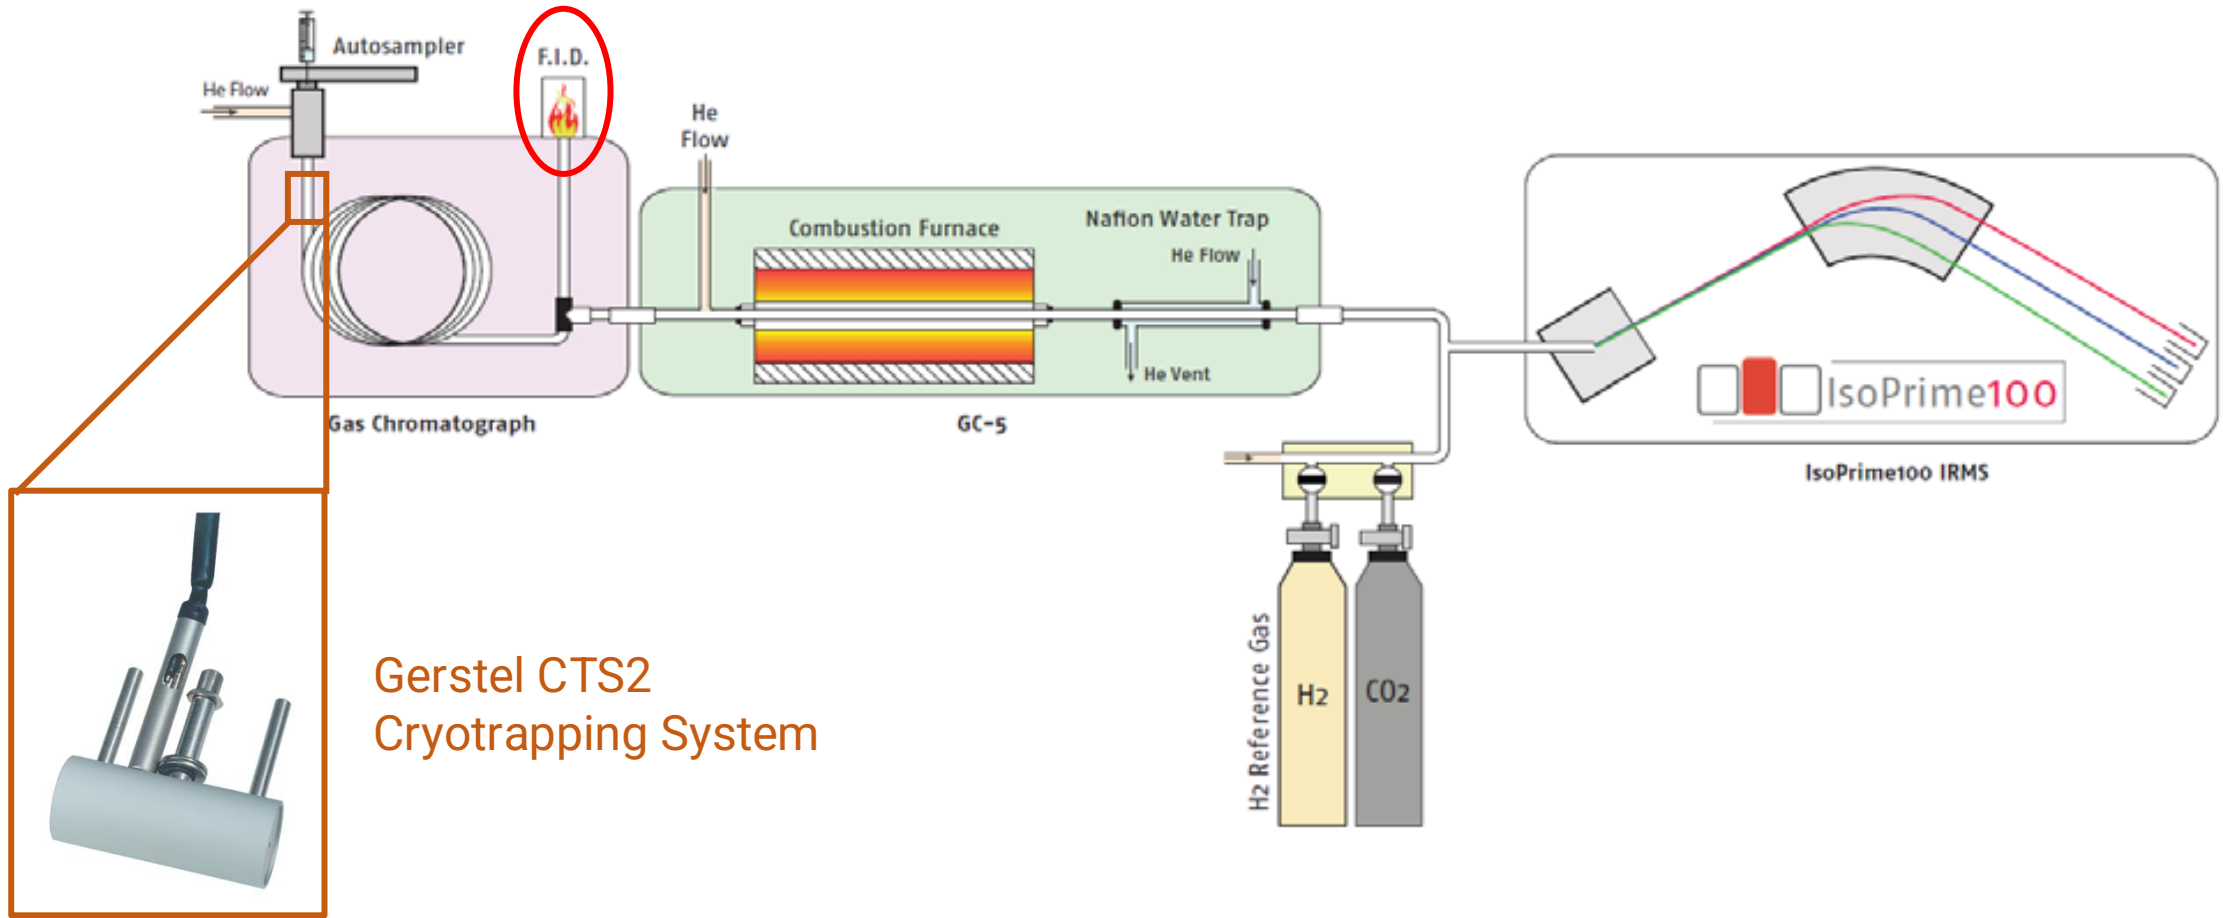 Autosampler
He Flow
F.I.D.
He
Flow
Combustion Furnace
Nafion Water Trap
He Flow
He Vent
Gas Chromatograph
GC-5
IsoPrime100
IsoPrime100 IRMS
H2 Reference Gas
H2
CO2
Gerstel CTS2
Cryotrapping System